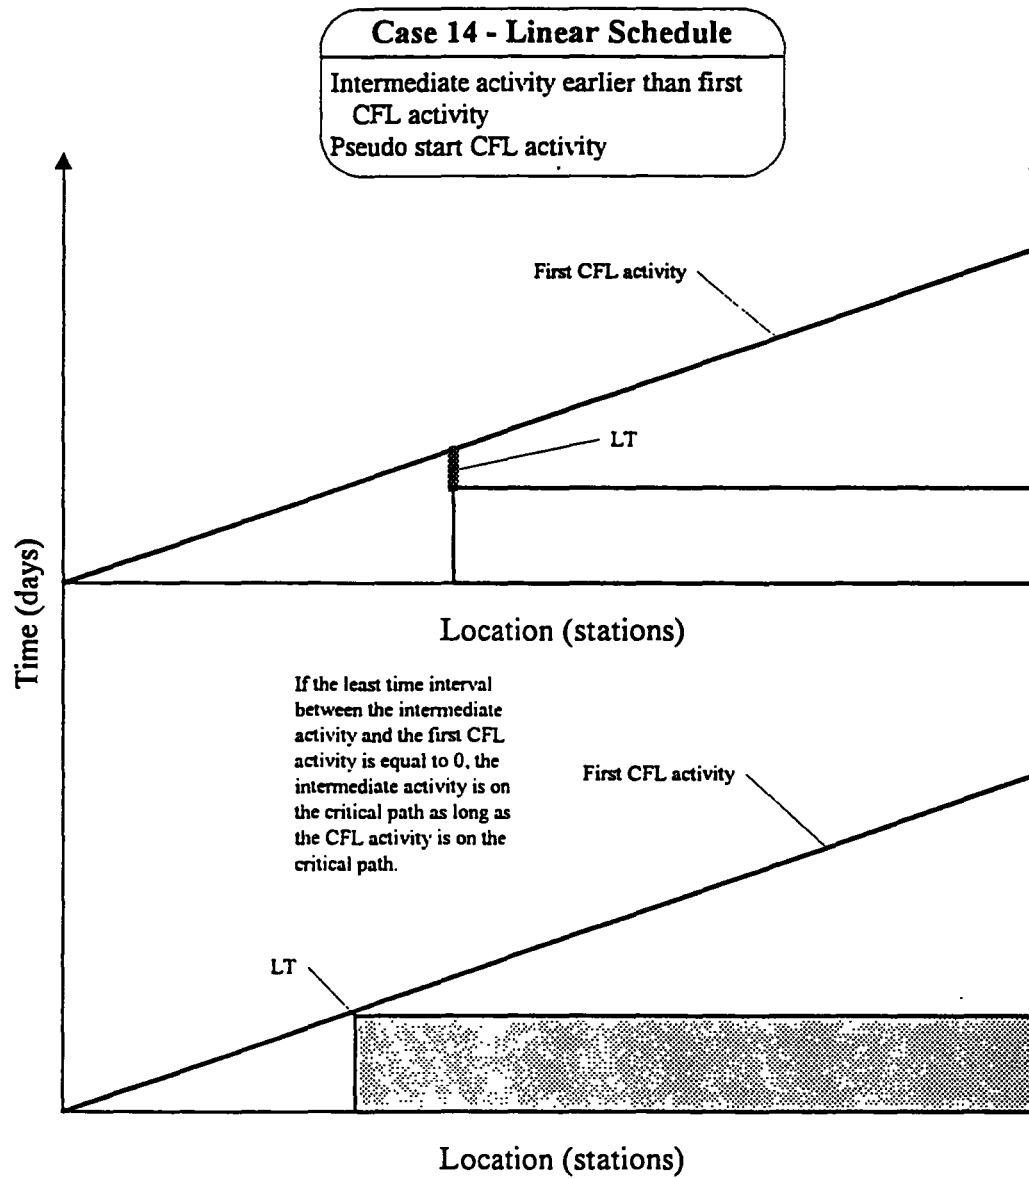 Case 14 - Linear Schedule
Intermediate activity earlier than first
CFL activity
Pseudo start CFL activity
First CFL activity
LT
Time (days)
Location (stations)
If the least time interval
between the intermediate
activity and the first CFL
activity is equal to 0, the
intermediate activity is on
the critical path as long as
the CFL activity is on the
critical path.
First CFL activity
LT
Location (stations)